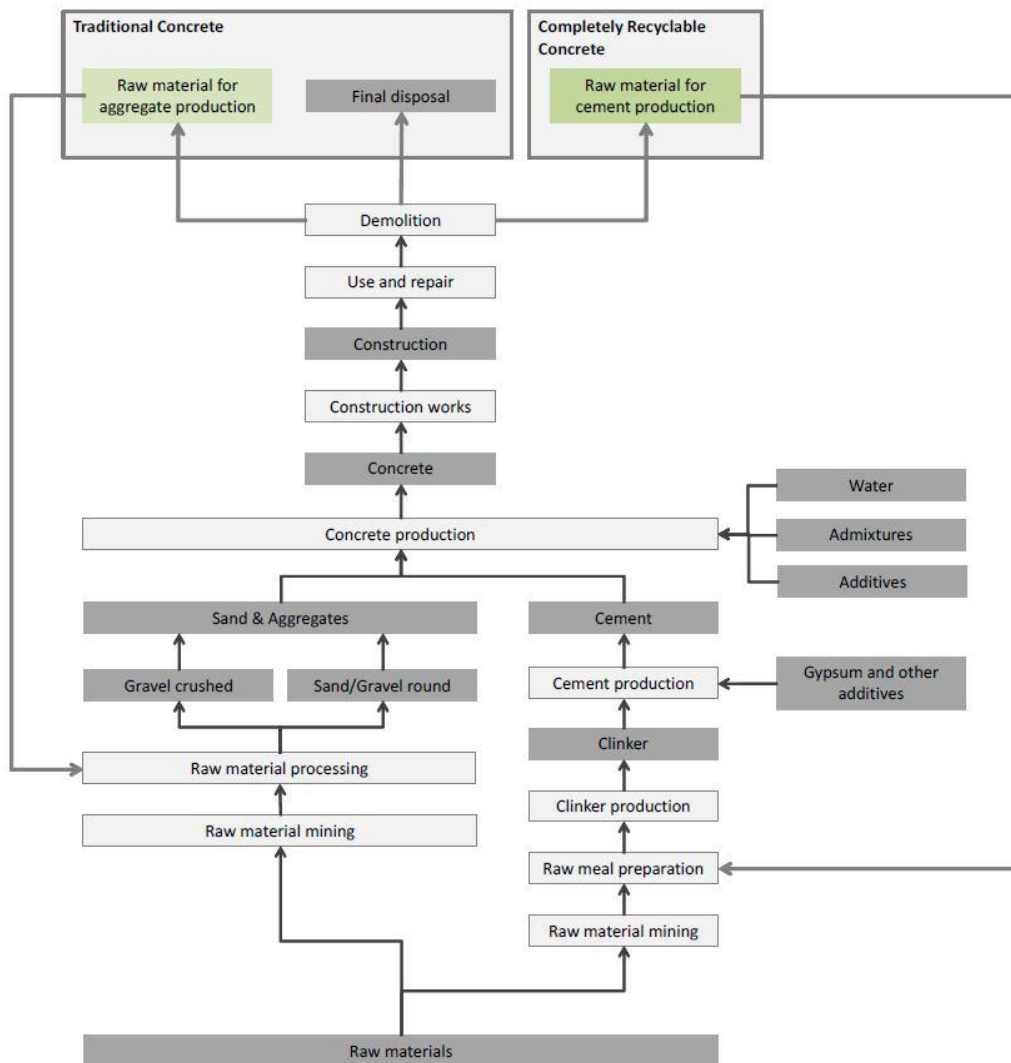 Traditional Concrete
Completely Recyclable
Concrete
Raw material for
aggregate production
Final disposal
Raw material for
cement production
Demolition
Use and repair
Construction
Construction works
Concrete
Water
Concrete production
Admixtures
Additives
Sand & Aggregates
Cement
Gravel crushed
Sand/Gravel round
Cement production
Gypsum and other
additives
Clinker
Raw material processing
Clinker production
Raw material mining
Raw meal preparation
Raw material mining
Raw materials